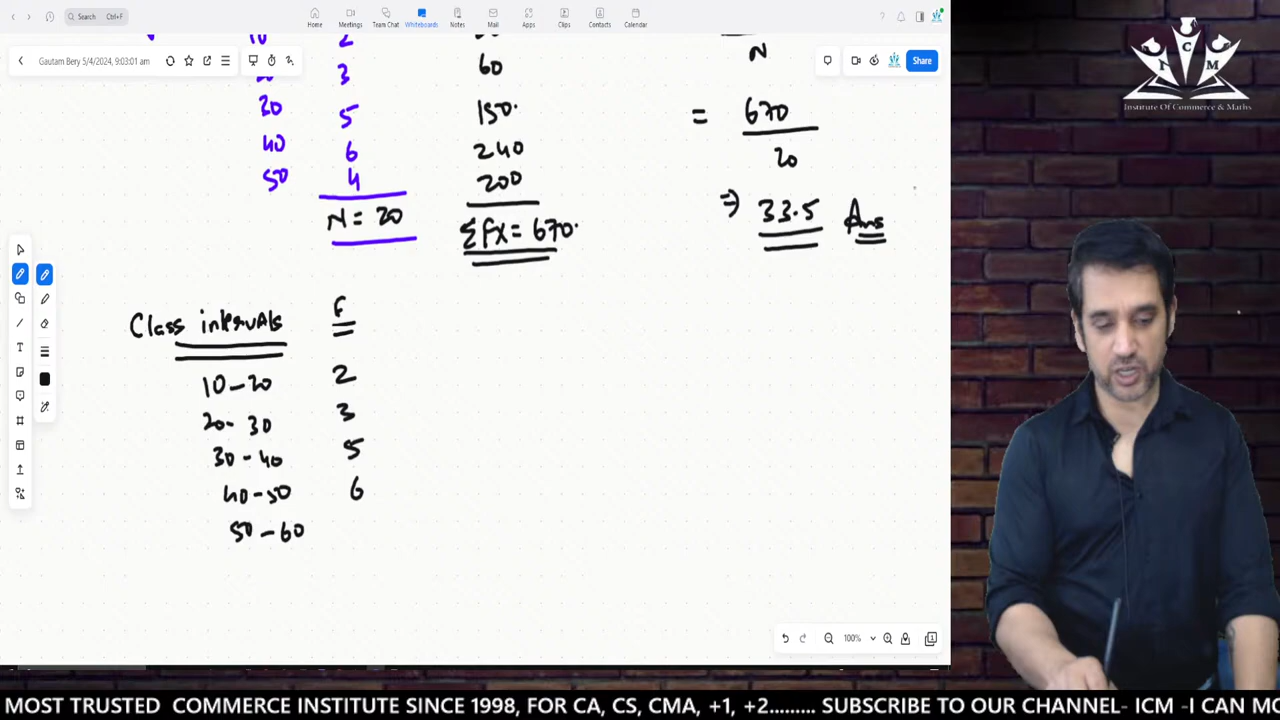 Search Ctrl+F
Home Meetings Team Chat Whiteboards Notes Mail Apps Clips Contacts Calendar
Gautam Bery 5/4/2024, 9:03:01 am
Share
ICM
Institute Of Commerce & Maths
10 2
20 3 60
30 5 150
40 6 240
50 4 200
N = 20
Σfx = 670
N
= 670
20
⇒ 33.5 Ans
Class intervals F
10-20 2
20-30 3
30-40 5
40-50 6
50-60
100%
MOST TRUSTED COMMERCE INSTITUTE SINCE 1998, FOR CA, CS, CMA, +1, +2......... SUBSCRIBE TO OUR CHANNEL- ICM -I CAN M